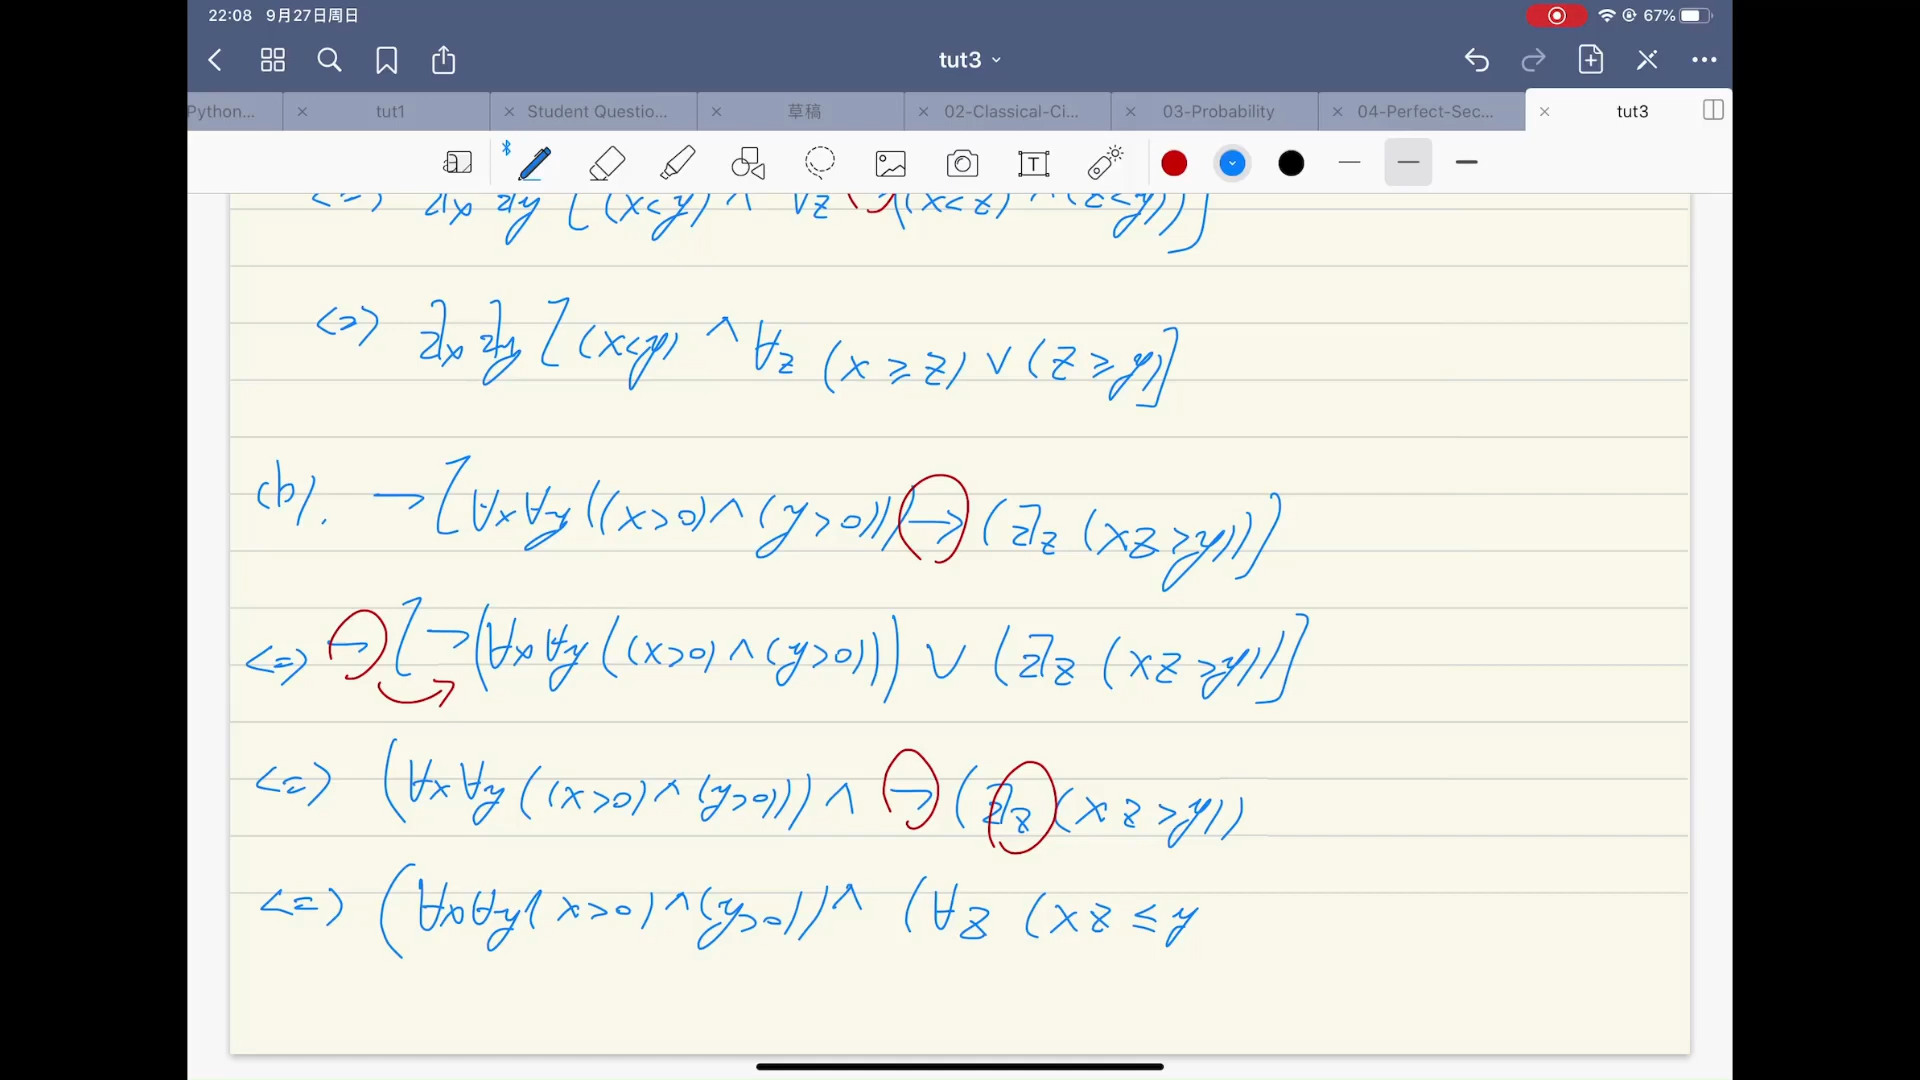 22:08 9月27日周日 67%
tut3
Python... tut1 Student Questio... 草稿 02-Classical-Ci... 03-Probability 04-Perfect-Sec... tut3
<=> ∃x ∃y [(x<y) ∧ ∀z ¬((x<z) ∧ (z<y))]
<=> ∃x ∃y [(x<y) ∧ ∀z (x ≥ z) ∨ (z ≥ y)]
(b). ¬[∀x∀y((x>0)∧(y>0)) → (∃z (xz>y))]
<=> ¬[¬(∀x∀y((x>0)∧(y>0))) ∨ (∃z (xz>y))]
<=> (∀x∀y((x>0)∧(y>0))) ∧ ¬(∃z(xz>y))
<=> (∀x∀y(x>0)∧(y>0))∧ (∀z (xz ≤ y